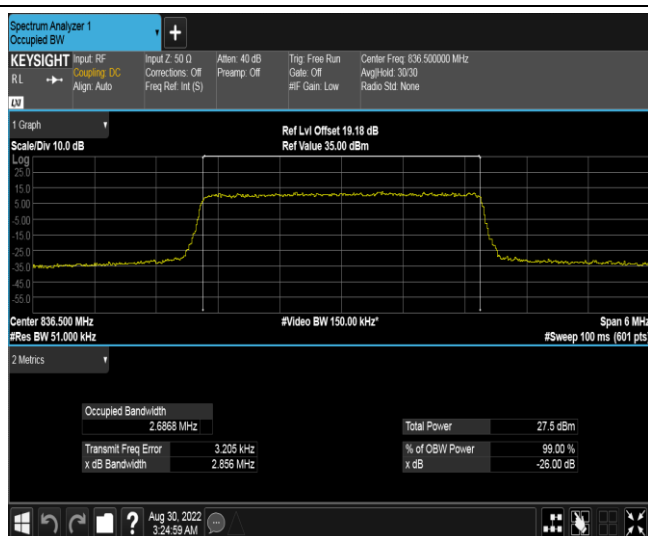 Spectrum Analyzer 1
Occupied BW
KEYSIGHT
RL
LXI
Input: RF
Coupling: DC
Align: Auto
Input Z: 50 Ω
Corrections: Off
Freq Ref: Int (S)
Atten: 40 dB
Preamp: Off
Trig: Free Run
Gate: Off
#IF Gain: Low
Center Freq: 836.500000 MHz
Avg|Hold: 30/30
Radio Std: None
1 Graph
Scale/Div 10.0 dB
Ref Lvl Offset 19.18 dB
Ref Value 35.00 dBm
Log
25.0
15.0
5.00
-5.00
-15.0
-25.0
-35.0
-45.0
-55.0
Center 836.500 MHz
#Res BW 51.000 kHz
#Video BW 150.00 kHz*
Span 6 MHz
#Sweep 100 ms (601 pts)
2 Metrics
Occupied Bandwidth
2.6868 MHz
Transmit Freq Error 3.205 kHz
x dB Bandwidth 2.856 MHz
Total Power 27.5 dBm
% of OBW Power 99.00 %
x dB -26.00 dB
?
Aug 30, 2022
3:24:59 AM